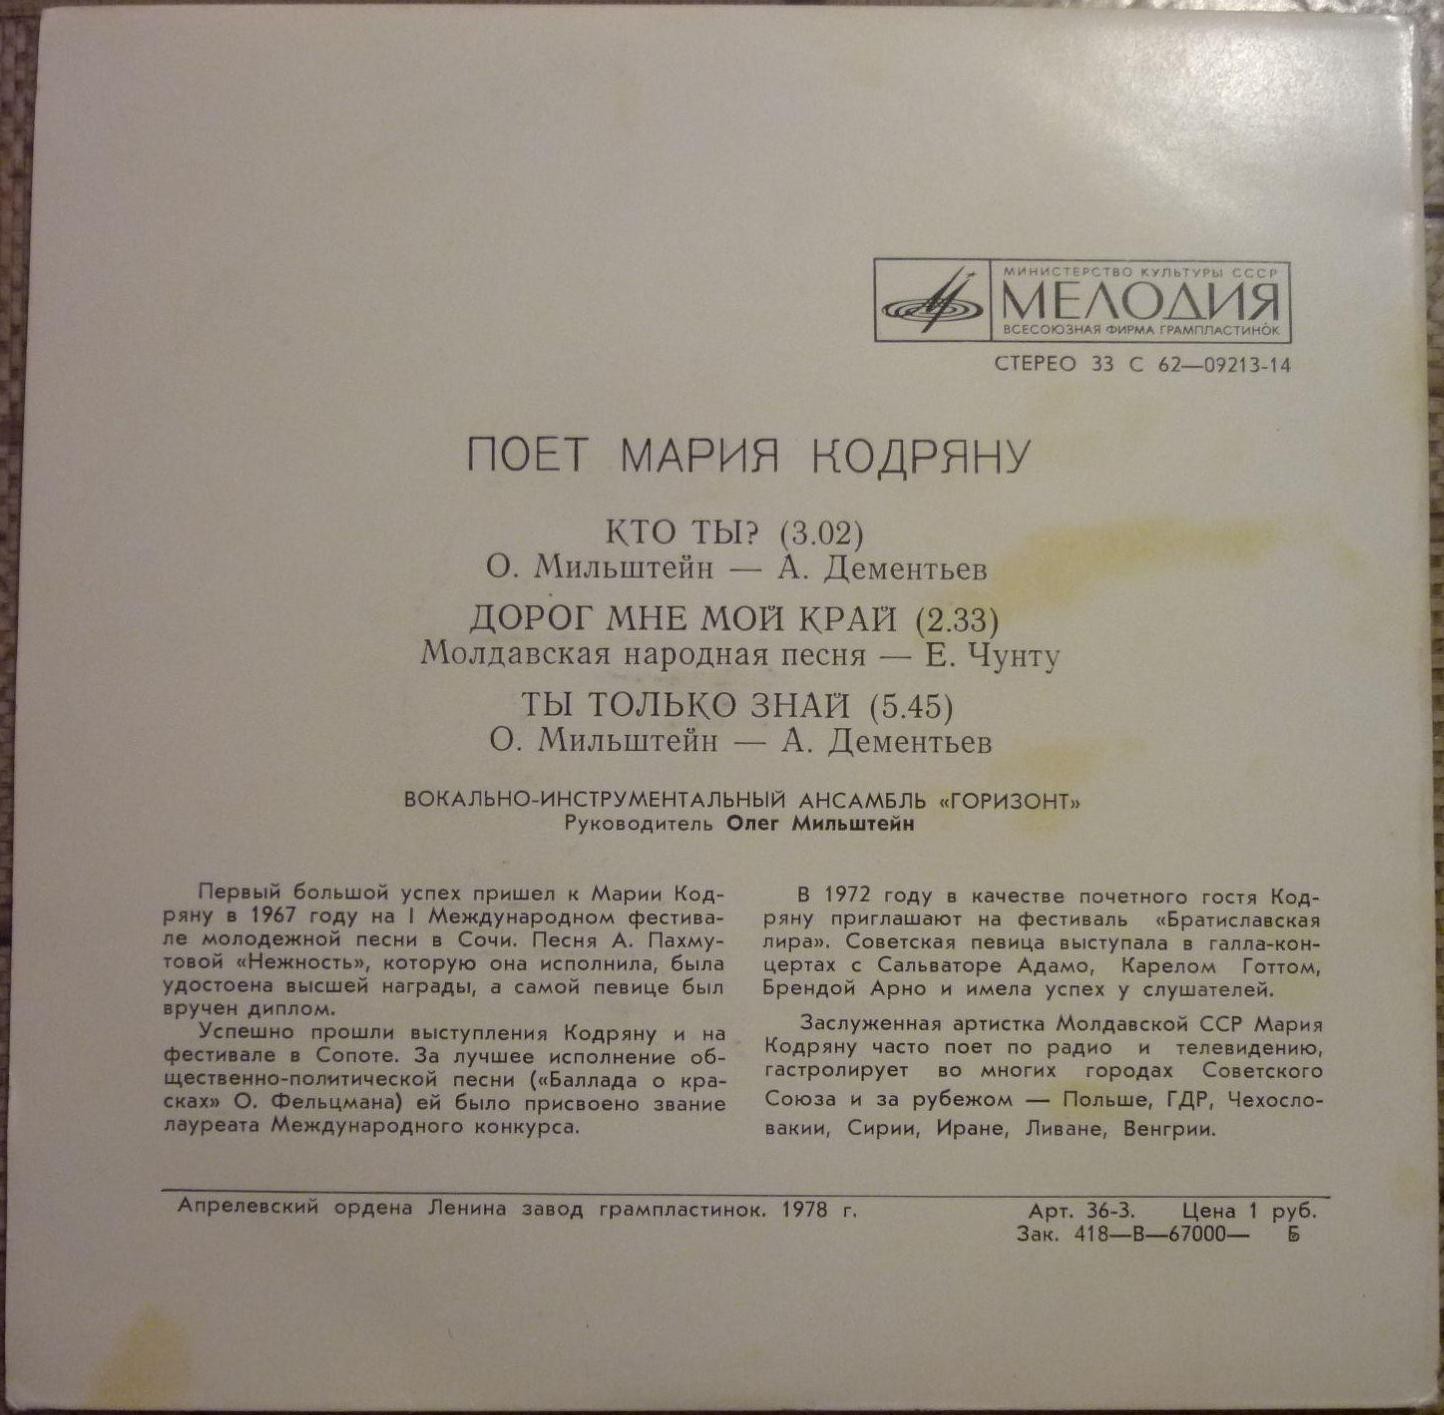 МИНИСТЕРСТВО КУЛЬТУРЫ СССР
МЕЛОДИЯ
ВСЕСОЮЗНАЯ ФИРМА ГРАМПЛАСТИНОК
СТЕРЕО 33 С 62—09213-14
ПОЕТ МАРИЯ КОДРЯНУ
КТО ТЫ? (3.02)
О. Мильштейн — А. Дементьев
ДОРОГ МНЕ МОЙ КРАЙ (2.33)
Молдавская народная песня — Е. Чунту
ТЫ ТОЛЬКО ЗНАЙ (5.45)
О. Мильштейн — А. Дементьев
ВОКАЛЬНО-ИНСТРУМЕНТАЛЬНЫЙ АНСАМБЛЬ «ГОРИЗОНТ»
Руководитель Олег Мильштейн
Первый большой успех пришел к Марии Код-
ряну в 1967 году на I Международном фестива-
ле молодежной песни в Сочи. Песня А. Пахму-
товой «Нежность», которую она исполнила, была
удостоена высшей награды, а самой певице был
вручен диплом.
Успешно прошли выступления Кодряну и на
фестивале в Сопоте. За лучшее исполнение об-
щественно-политической песни («Баллада о кра-
сках» О. Фельцмана) ей было присвоено звание
лауреата Международного конкурса.
В 1972 году в качестве почетного гостя Код-
ряну приглашают на фестиваль «Братиславская
лира». Советская певица выступала в галла-кон-
цертах с Сальваторе Адамо, Карелом Готтом,
Брендой Арно и имела успех у слушателей.
Заслуженная артистка Молдавской ССР Мария
Кодряну часто поет по радио и телевидению,
гастролирует во многих городах Советского
Союза и за рубежом — Польше, ГДР, Чехосло-
вакии, Сирии, Иране, Ливане, Венгрии.
Апрелевский ордена Ленина завод грампластинок. 1978 г.
Арт. 36-3. Цена 1 руб.
Зак. 418—В—67000— Б